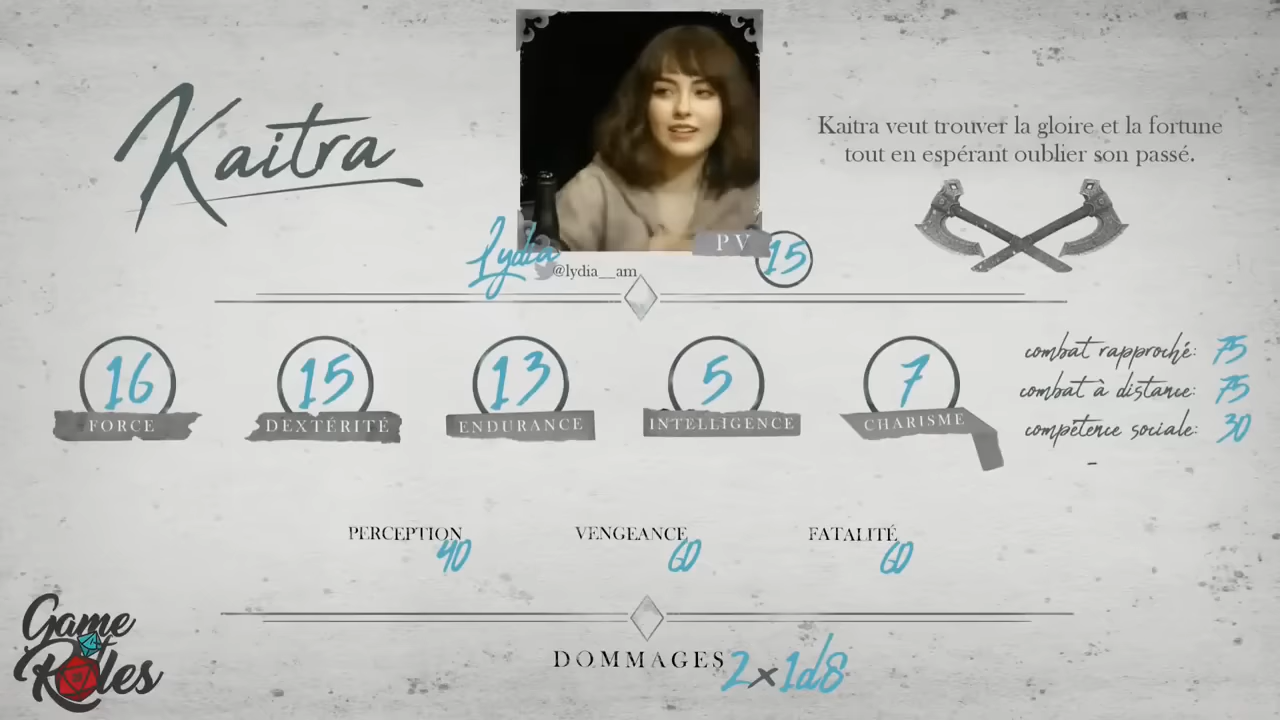 Kaitra
Kaitra veut trouver la gloire et la fortune
tout en espérant oublier son passé.
Lydia
@lydia__am
PV 15
16
FORCE
15
DEXTÉRITÉ
13
ENDURANCE
5
INTELLIGENCE
7
CHARISME
combat rapproché: 75
combat à distance: 75
compétence sociale: 30
-
PERCEPTION
40
VENGEANCE
60
FATALITÉ
60
DOMMAGES 2x1d8
Game
of
Roles